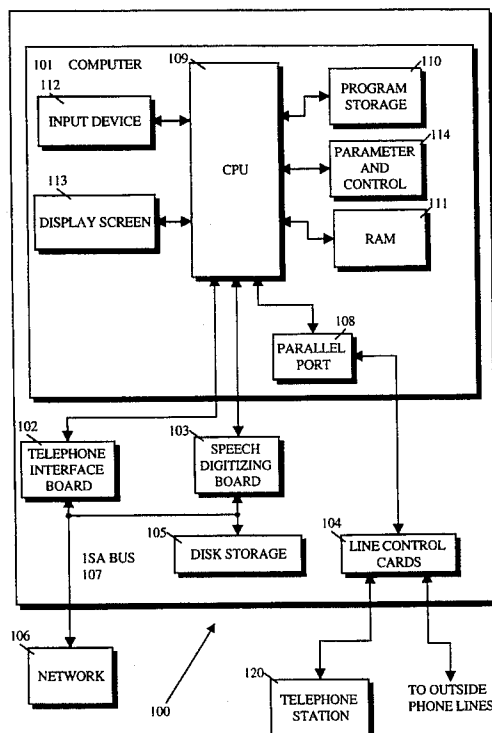 101 COMPUTER
109
110
112
INPUT DEVICE
PROGRAM
STORAGE
114
CPU
PARAMETER
AND
CONTROL
113
DISPLAY SCREEN
111
RAM
108
PARALLEL
PORT
102
TELEPHONE
INTERFACE
BOARD
103
SPEECH
DIGITIZING
BOARD
105
DISK STORAGE
104
LINE CONTROL
CARDS
1SA BUS
107
106
NETWORK
100
120
TELEPHONE
STATION
TO OUTSIDE
PHONE LINES